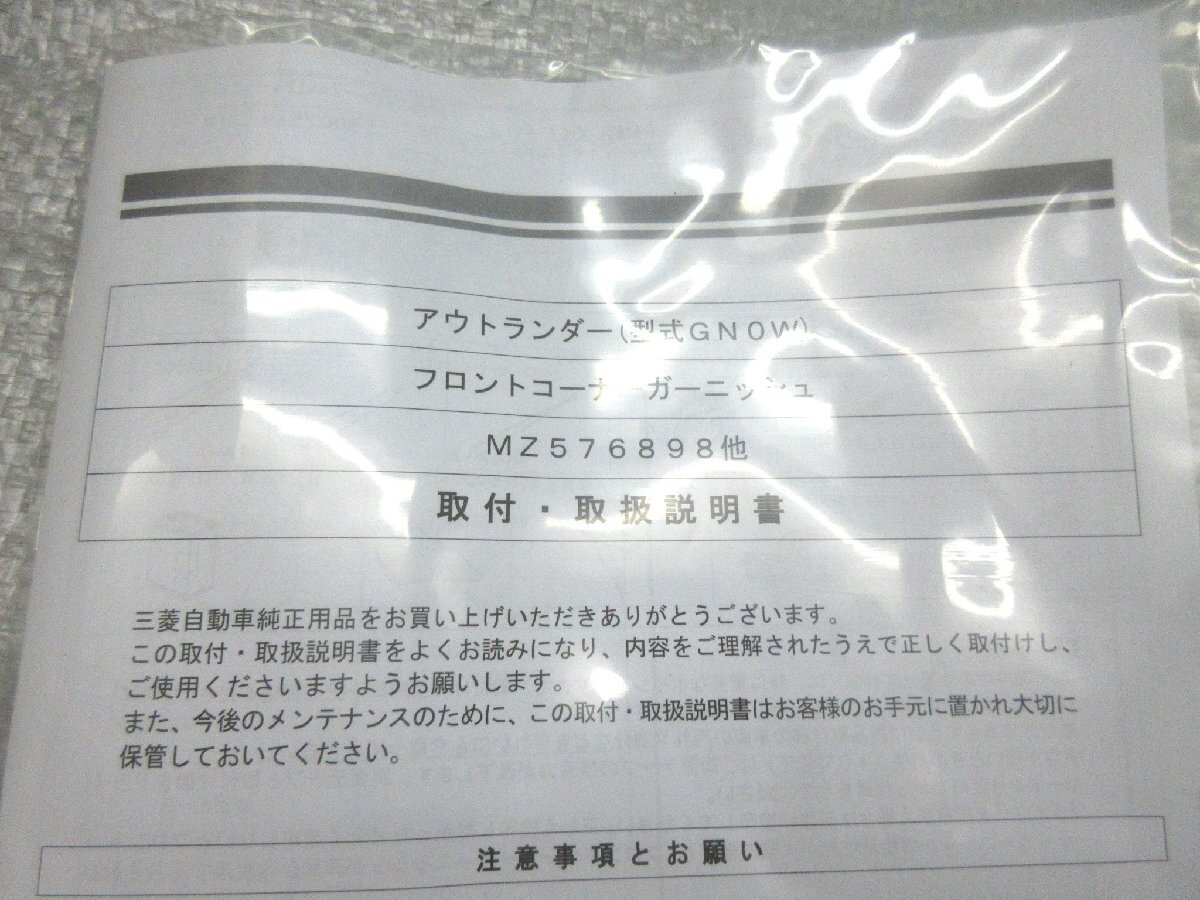 アウトランダー(型式GN0W)
フロントコーナーガーニッシュ
MZ576898他
取付・取扱説明書
三菱自動車純正用品をお買い上げいただきありがとうございます。
この取付・取扱説明書をよくお読みになり、内容をご理解されたうえで正しく取付けし、
ご使用くださいますようお願いします。
また、今後のメンテナンスのために、この取付・取扱説明書はお客様のお手元に置かれ大切に
保管しておいてください。
注意事項とお願い